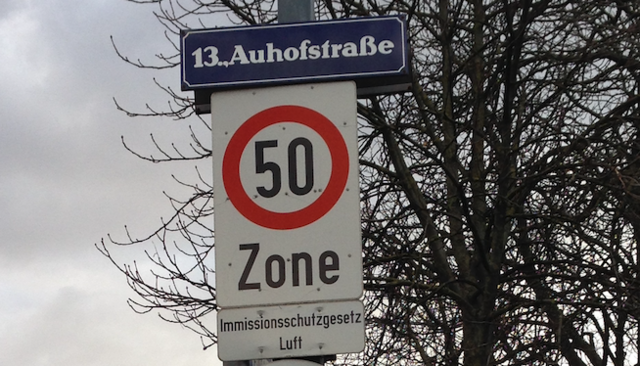 13., Auhofstraße
50
Zone
Immissionsschutzgesetz
Luft